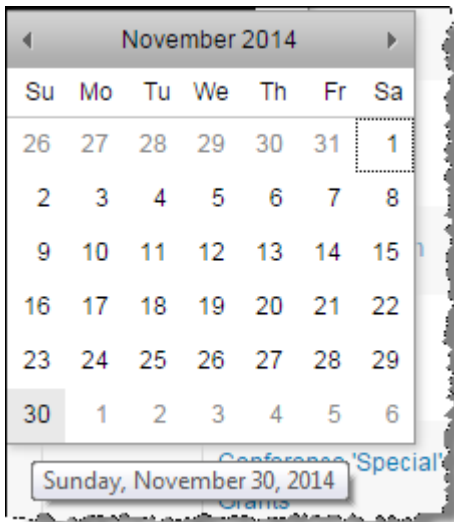 November 2014
Su Mo Tu We Th Fr Sa
26 27 28 29 30 31 1
2 3 4 5 6 7 8
9 10 11 12 13 14 15
16 17 18 19 20 21 22
23 24 25 26 27 28 29
30 1 2 3 4 5 6
Conference 'Special'
Sunday, November 30, 2014
Grants